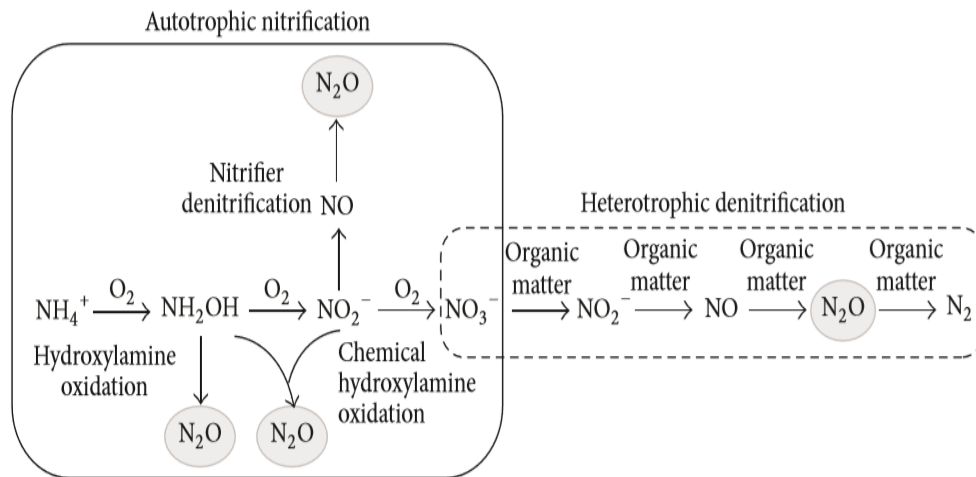 Autotrophic nitrification
N₂O
Nitrifier
denitrification NO
Heterotrophic denitrification
Organic Organic Organic Organic
matter matter matter matter
O₂ O₂ O₂
NH₄⁺ NH₂OH NO₂⁻ NO₃⁻ NO₂⁻ NO N₂O N₂
Hydroxylamine
oxidation
Chemical
hydroxylamine
oxidation
N₂O N₂O